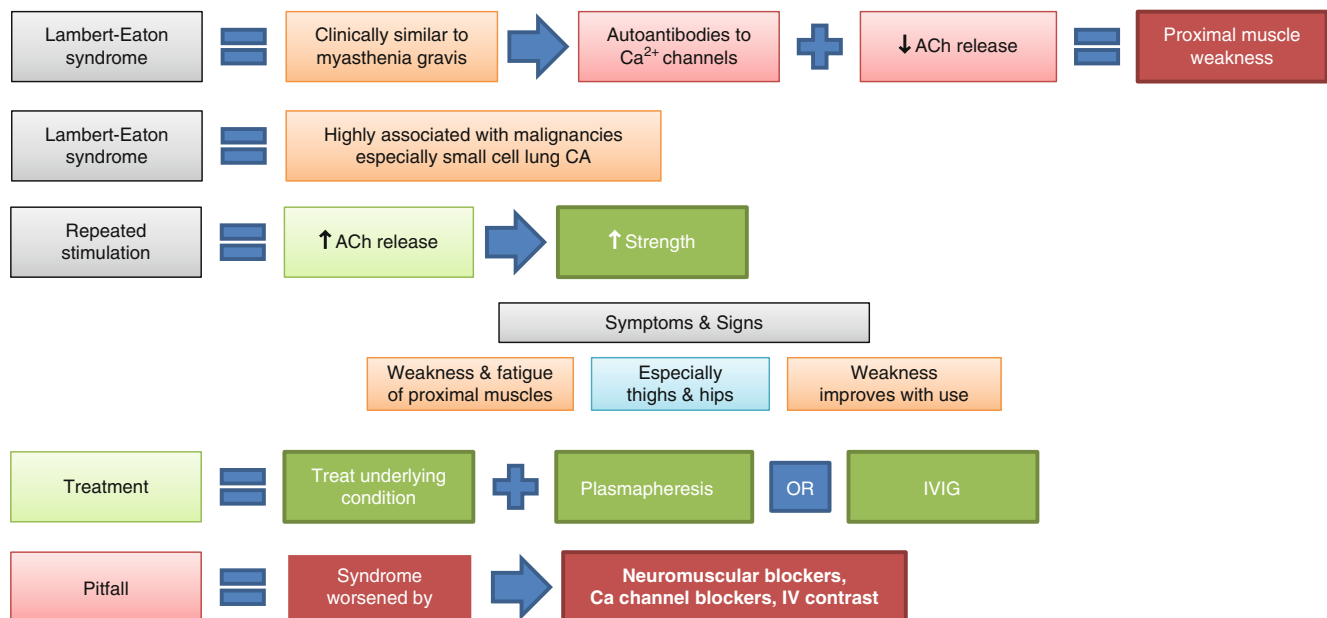 Lambert-Eaton
syndrome
Clinically similar to
myasthenia gravis
Autoantibodies to
Ca²⁺ channels
↓ACh release
Proximal muscle
weakness
Lambert-Eaton
syndrome
Highly associated with malignancies
especially small cell lung CA
Repeated
stimulation
↑ACh release
↑Strength
Symptoms & Signs
Weakness & fatigue
of proximal muscles
Especially
thighs & hips
Weakness
improves with use
Treatment
Treat underlying
condition
Plasmapheresis
OR
IVIG
Pitfall
Syndrome
worsened by
Neuromuscular blockers,
Ca channel blockers, IV contrast